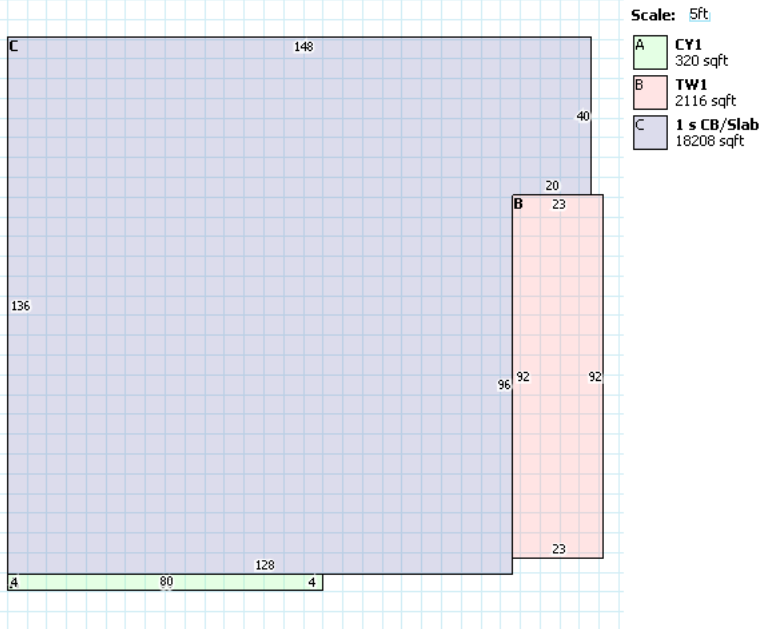 Scale: 5ft
A CY1
320 sqft
B TW1
2116 sqft
C 1 s CB/Slab
18208 sqft
C
148
40
20
B 23
136
96 92 92
23
128
4 80 4